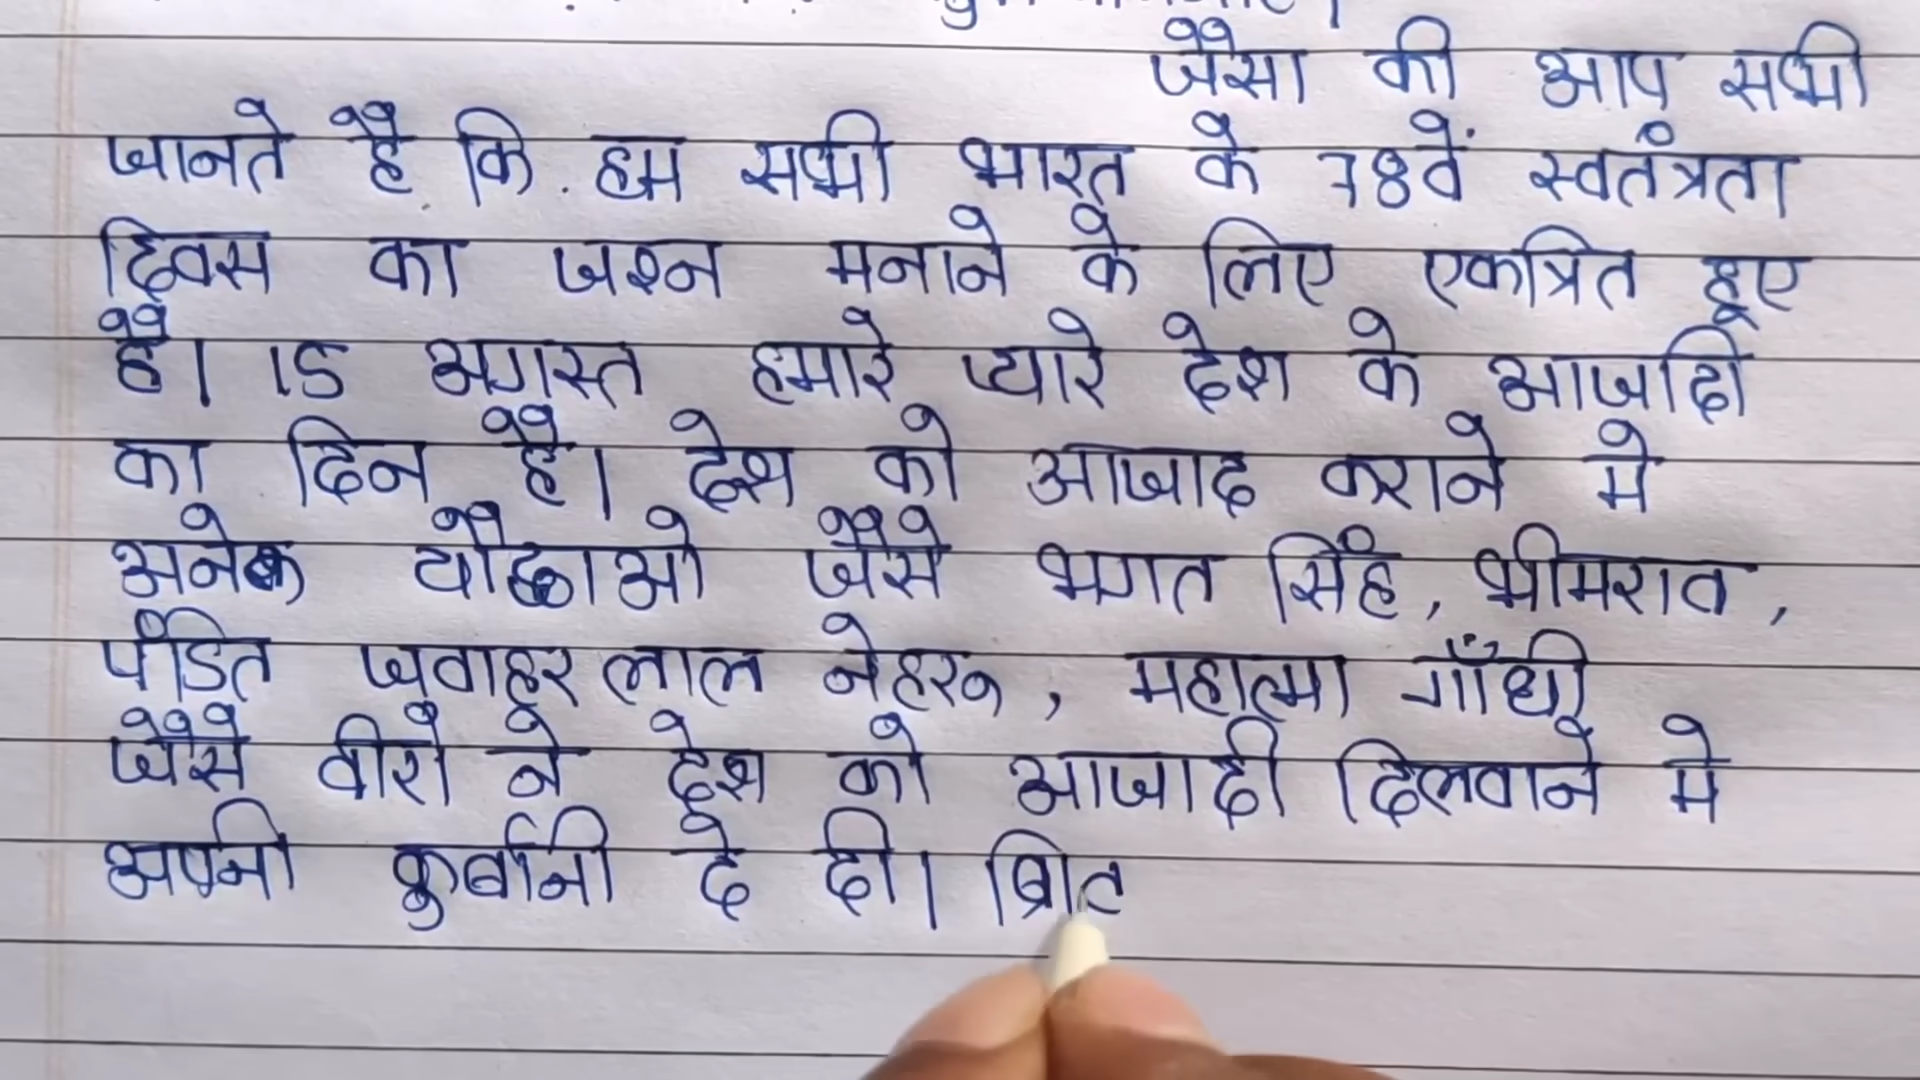 जैसा की आप सभी
जानते है कि हम सभी भारत के 78वें स्वतंत्रता
दिवस का जश्न मनाने के लिए एकत्रित हूए
है। 15 अगस्त हमारे प्यारे देश के आजादी
का दिन है। देश को आजाद कराने मे
अनेक यौद्धाओ जैसे भगत सिंह, भीमराव,
पंडित जवाहर लाल नेहरू, महात्मा गाँधी
जैसे वीरो ने देश को आजादी दिलवाने मे
अपनी कुर्बानी दे दी। ब्रित